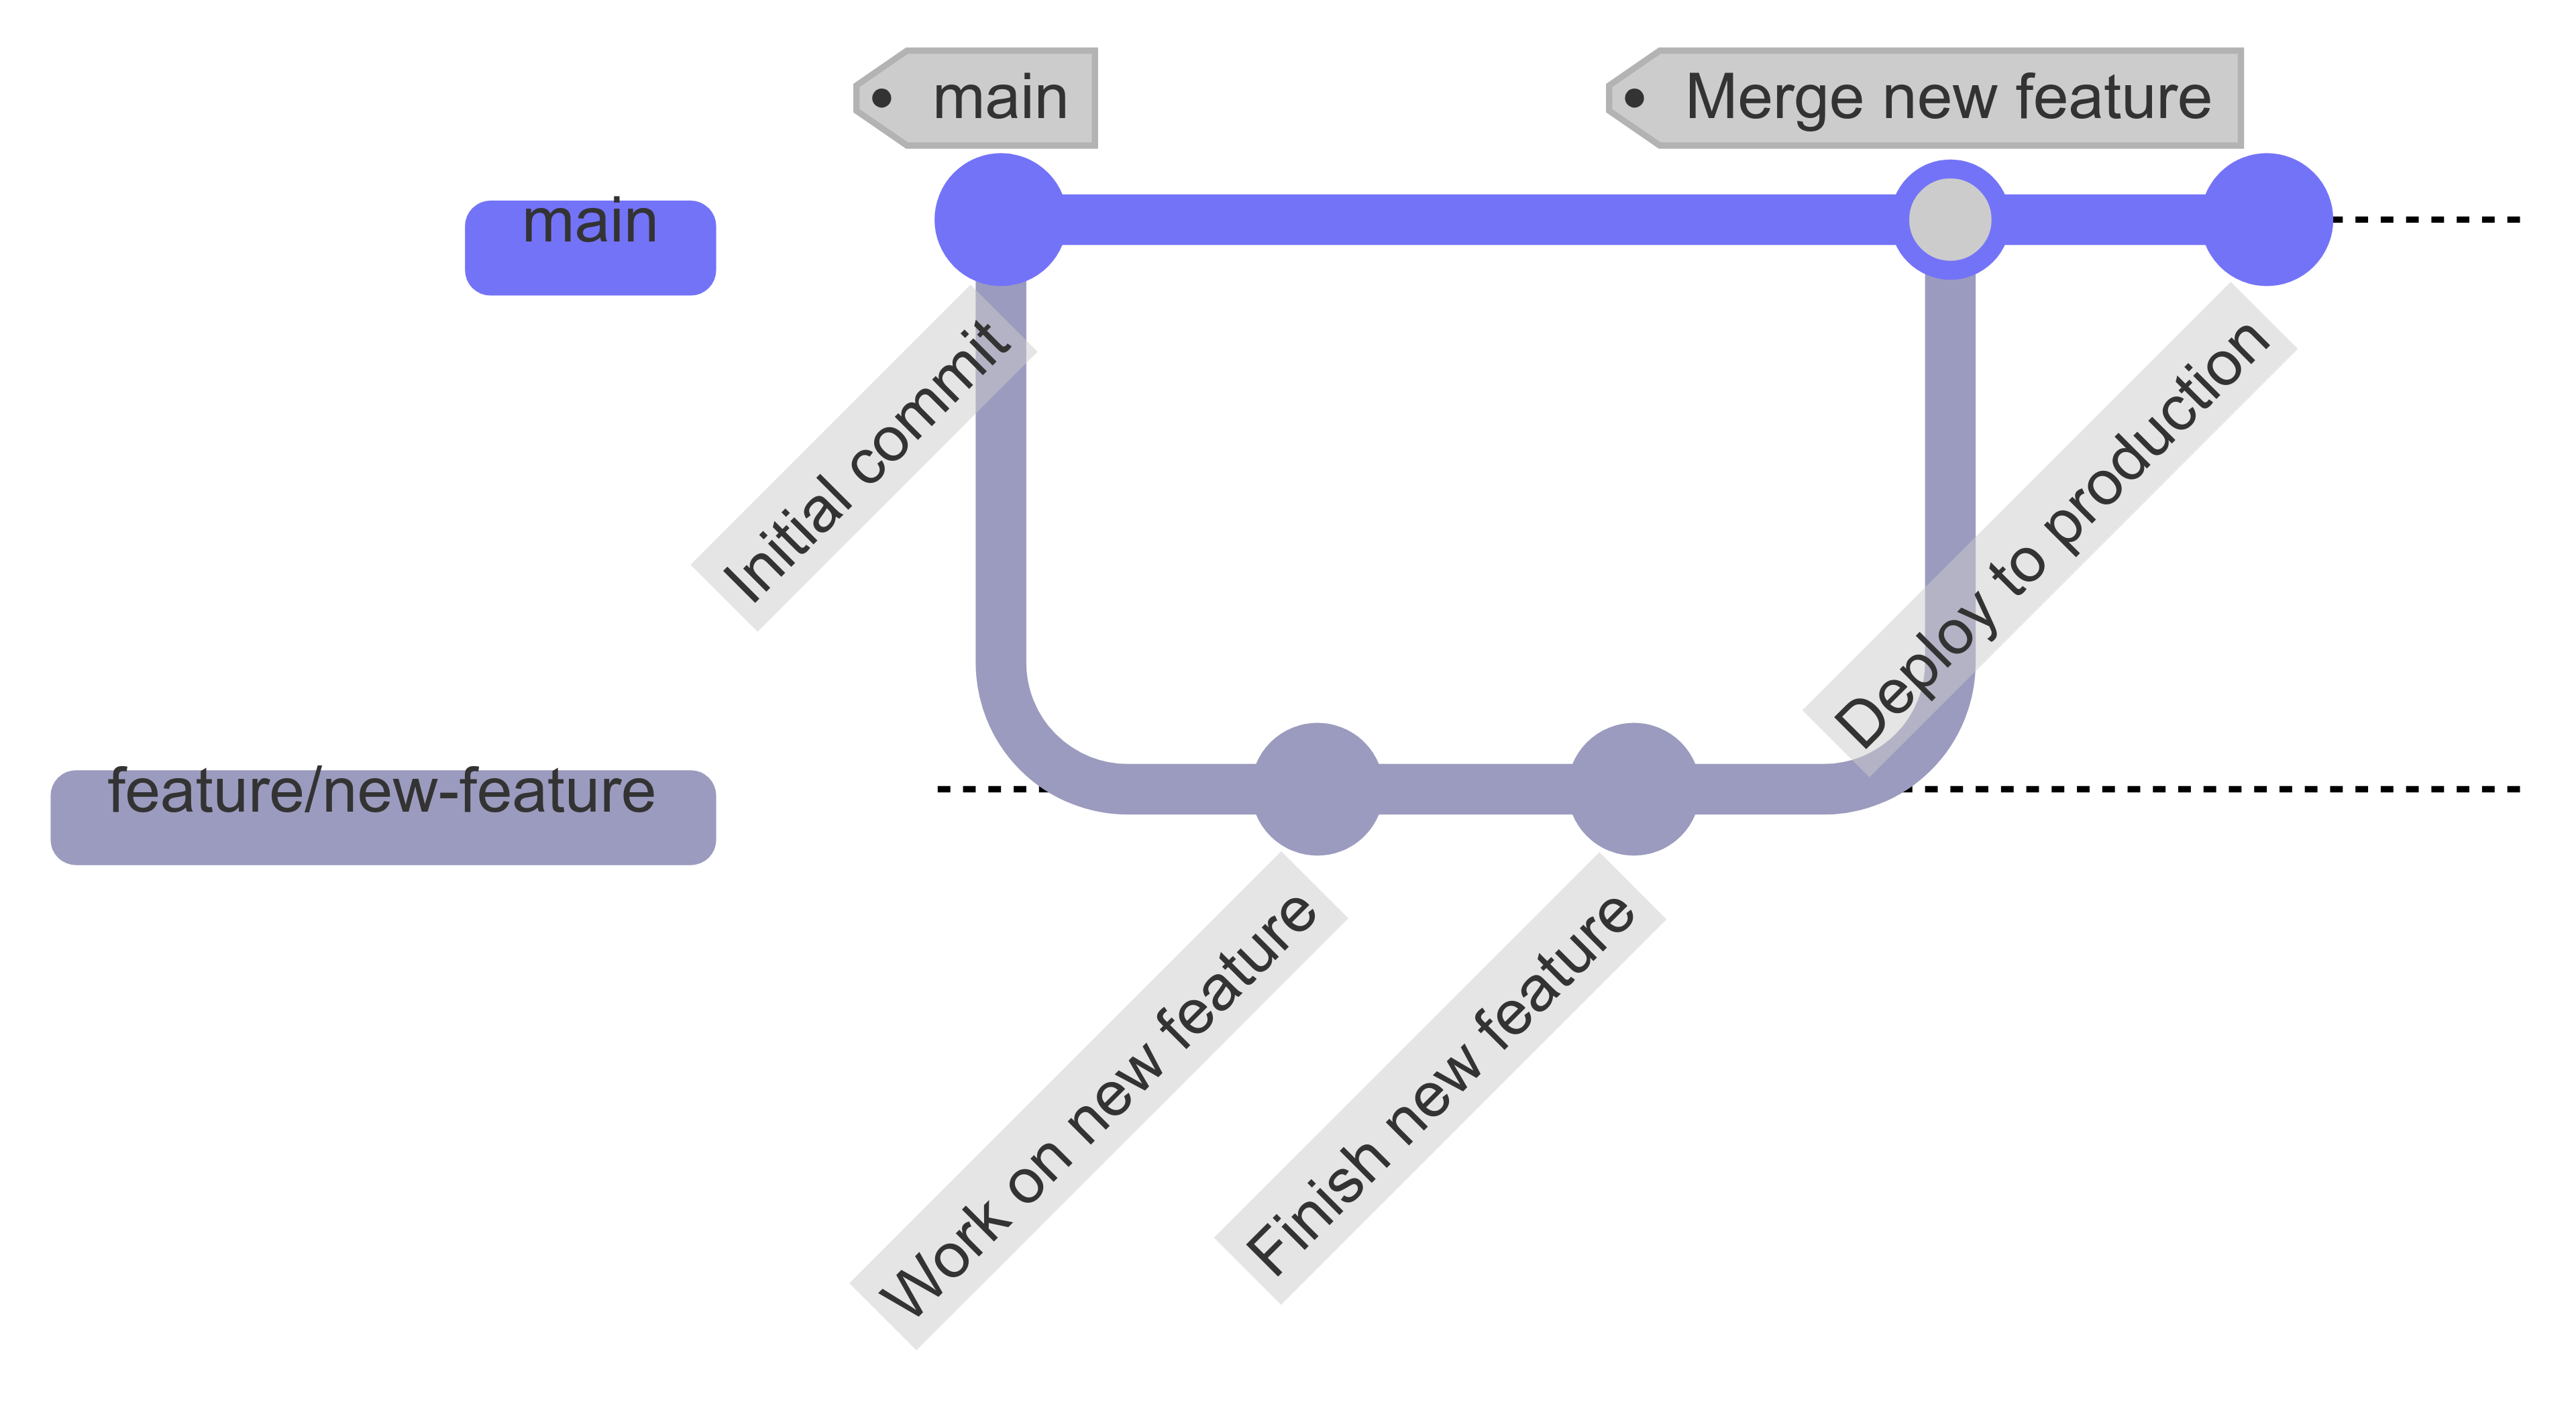 main
Merge new feature
main
Initial commit
Deploy to production
feature/new-feature
Work on new feature
Finish new feature